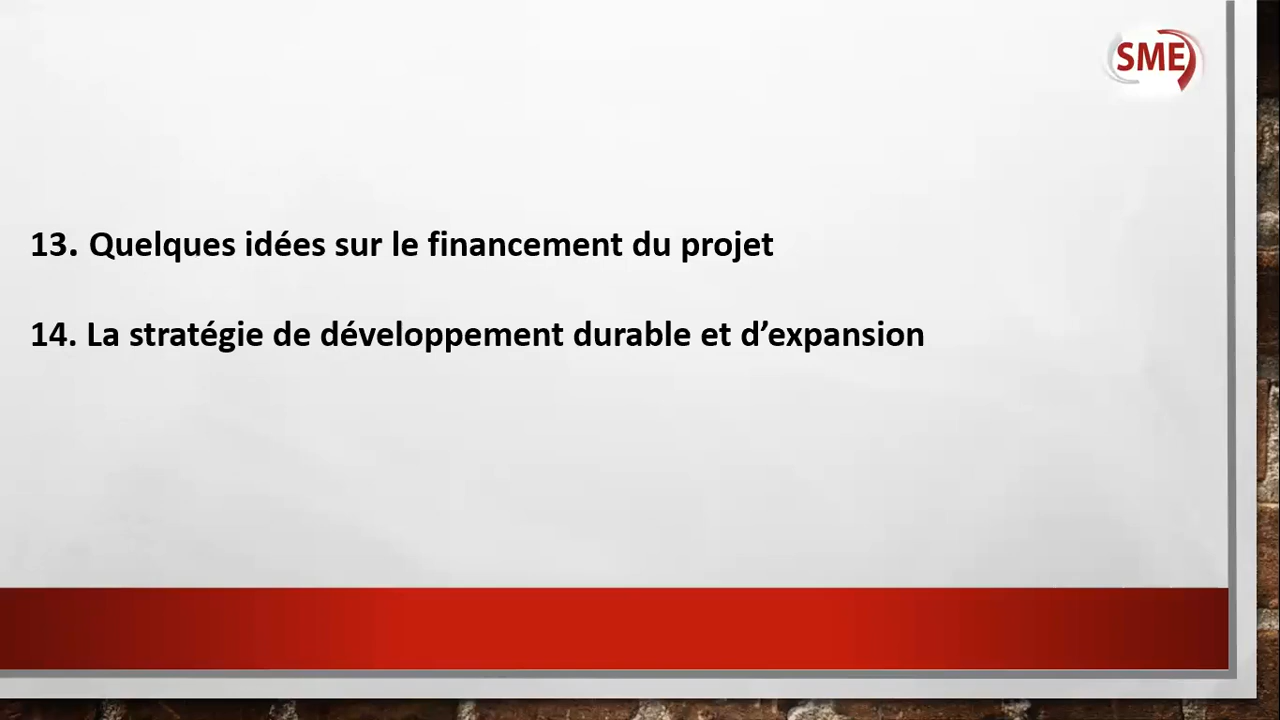 SME
13. Quelques idées sur le financement du projet
14. La stratégie de développement durable et d’expansion